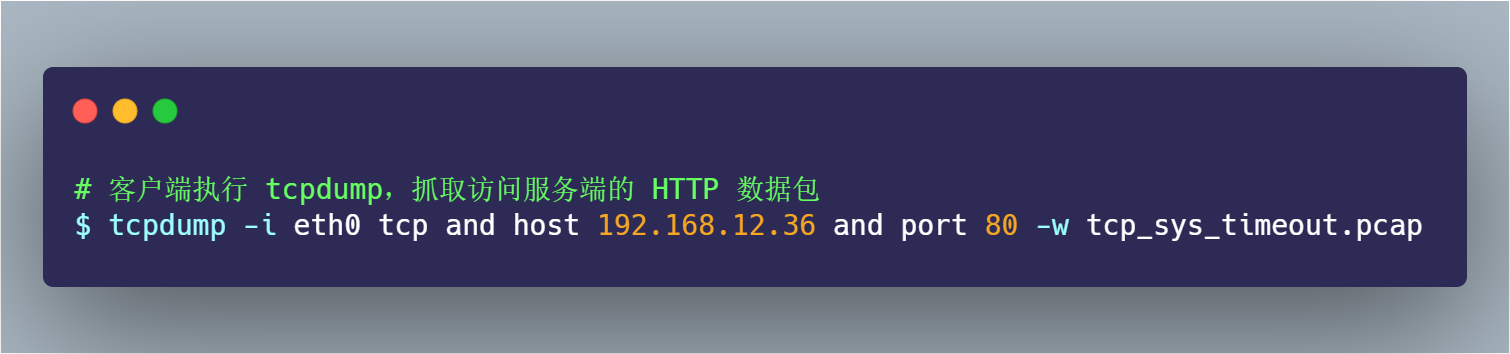 # 客户端执行 tcpdump，抓取访问服务端的 HTTP 数据包
$ tcpdump -i eth0 tcp and host 192.168.12.36 and port 80 -w tcp_sys_timeout.pcap